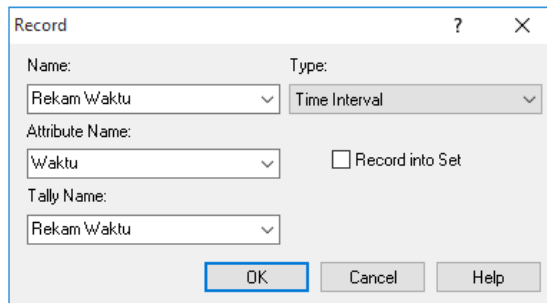 Record ?
Name: Type:
Rekam Waktu Time Interval
Attribute Name:
Waktu Record into Set
Tally Name:
Rekam Waktu
OK Cancel Help